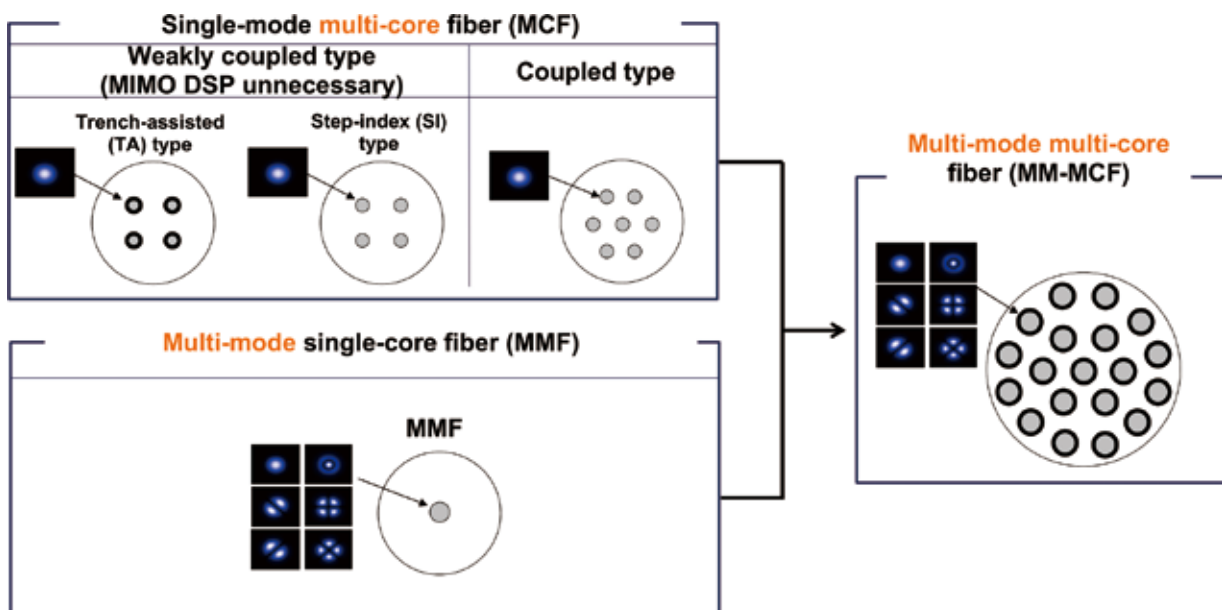 Single-mode multi-core fiber (MCF)
Weakly coupled type
(MIMO DSP unnecessary)
Coupled type
Trench-assisted
(TA) type
Step-index (SI)
type
Multi-mode multi-core
fiber (MM-MCF)
Multi-mode single-core fiber (MMF)
MMF